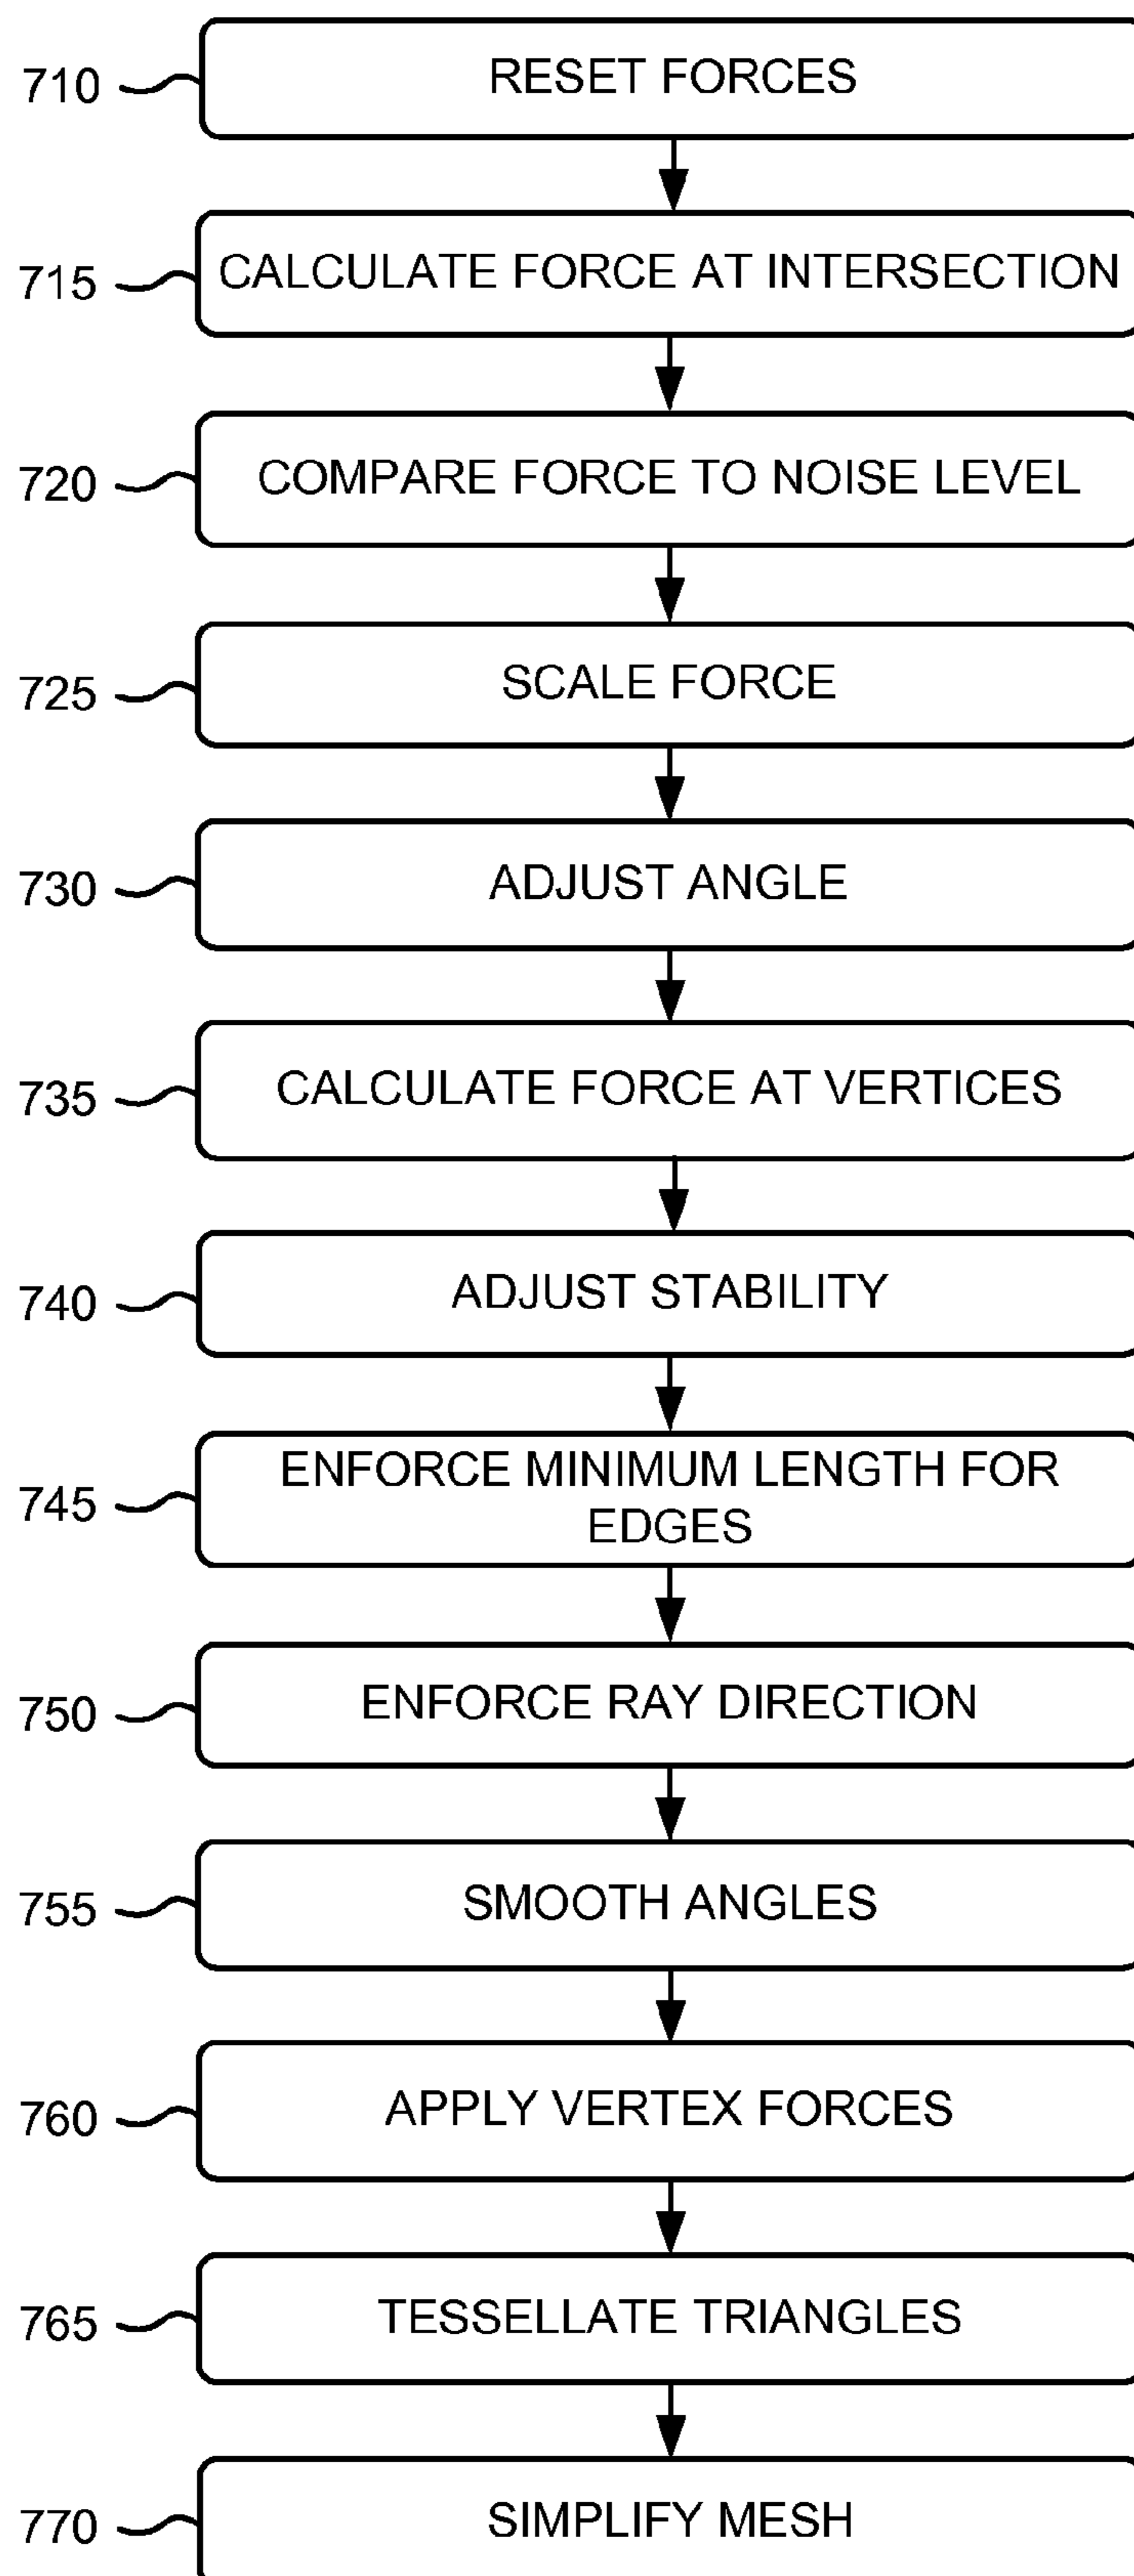 710 RESET FORCES
715 CALCULATE FORCE AT INTERSECTION
720 COMPARE FORCE TO NOISE LEVEL
725 SCALE FORCE
730 ADJUST ANGLE
735 CALCULATE FORCE AT VERTICES
740 ADJUST STABILITY
745 ENFORCE MINIMUM LENGTH FOR
EDGES
750 ENFORCE RAY DIRECTION
755 SMOOTH ANGLES
760 APPLY VERTEX FORCES
765 TESSELLATE TRIANGLES
770 SIMPLIFY MESH